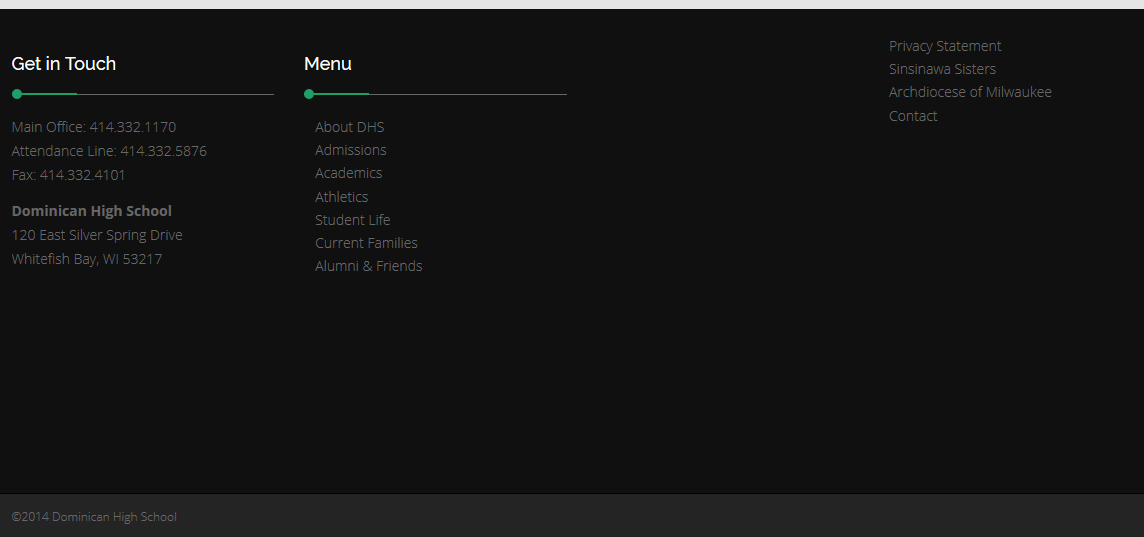 Get in Touch
Main Office: 414.332.1170
Attendance Line: 414.332.5876
Fax: 414.332.4101
Dominican High School
120 East Silver Spring Drive
Whitefish Bay, WI 53217
Menu
About DHS
Admissions
Academics
Athletics
Student Life
Current Families
Alumni & Friends
Privacy Statement
Sinsinawa Sisters
Archdiocese of Milwaukee
Contact
©2014 Dominican High School